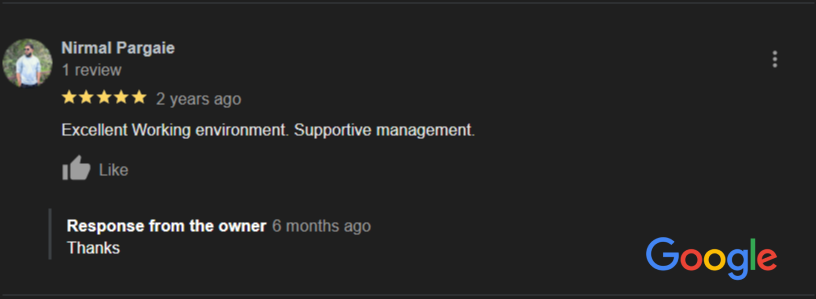 Nirmal Pargaie
1 review
2 years ago
Excellent Working environment. Supportive management.
Like
Response from the owner 6 months ago
Thanks
Google